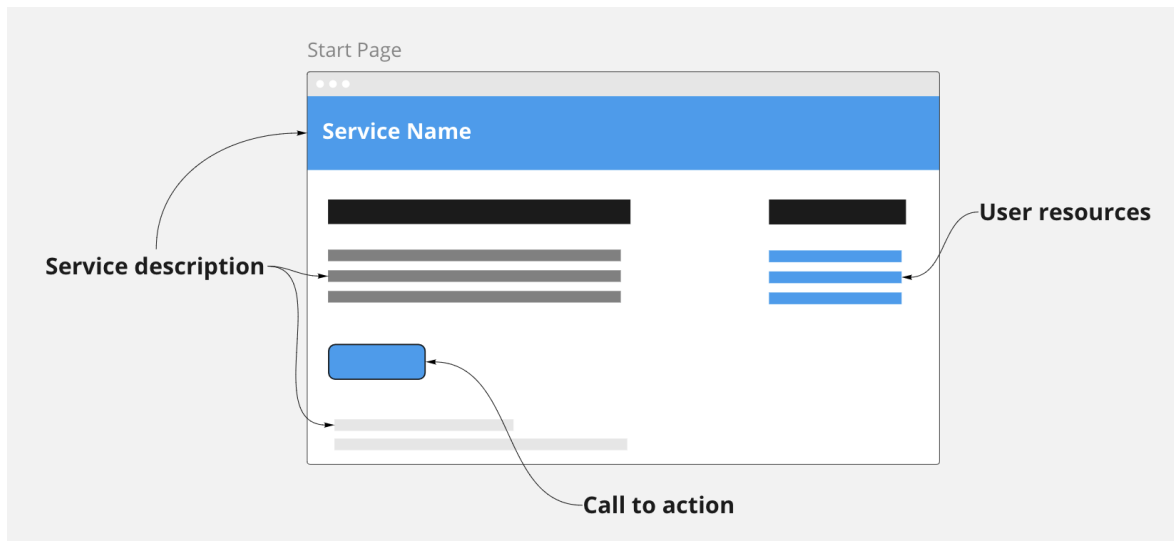 Start Page
Service Name
User resources
Service description
Call to action